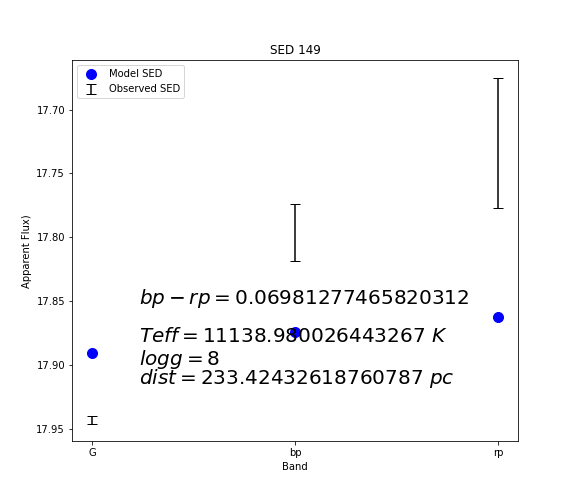 SED 149
Model SED
Observed SED
17.70
17.75
17.80
17.85
17.90
17.95
Apparent Flux)
bp − rp = 0.06981277465820312
Teff = 11138.980026443267 K
logg = 8
dist = 233.42432618760787 pc
G bp rp
Band